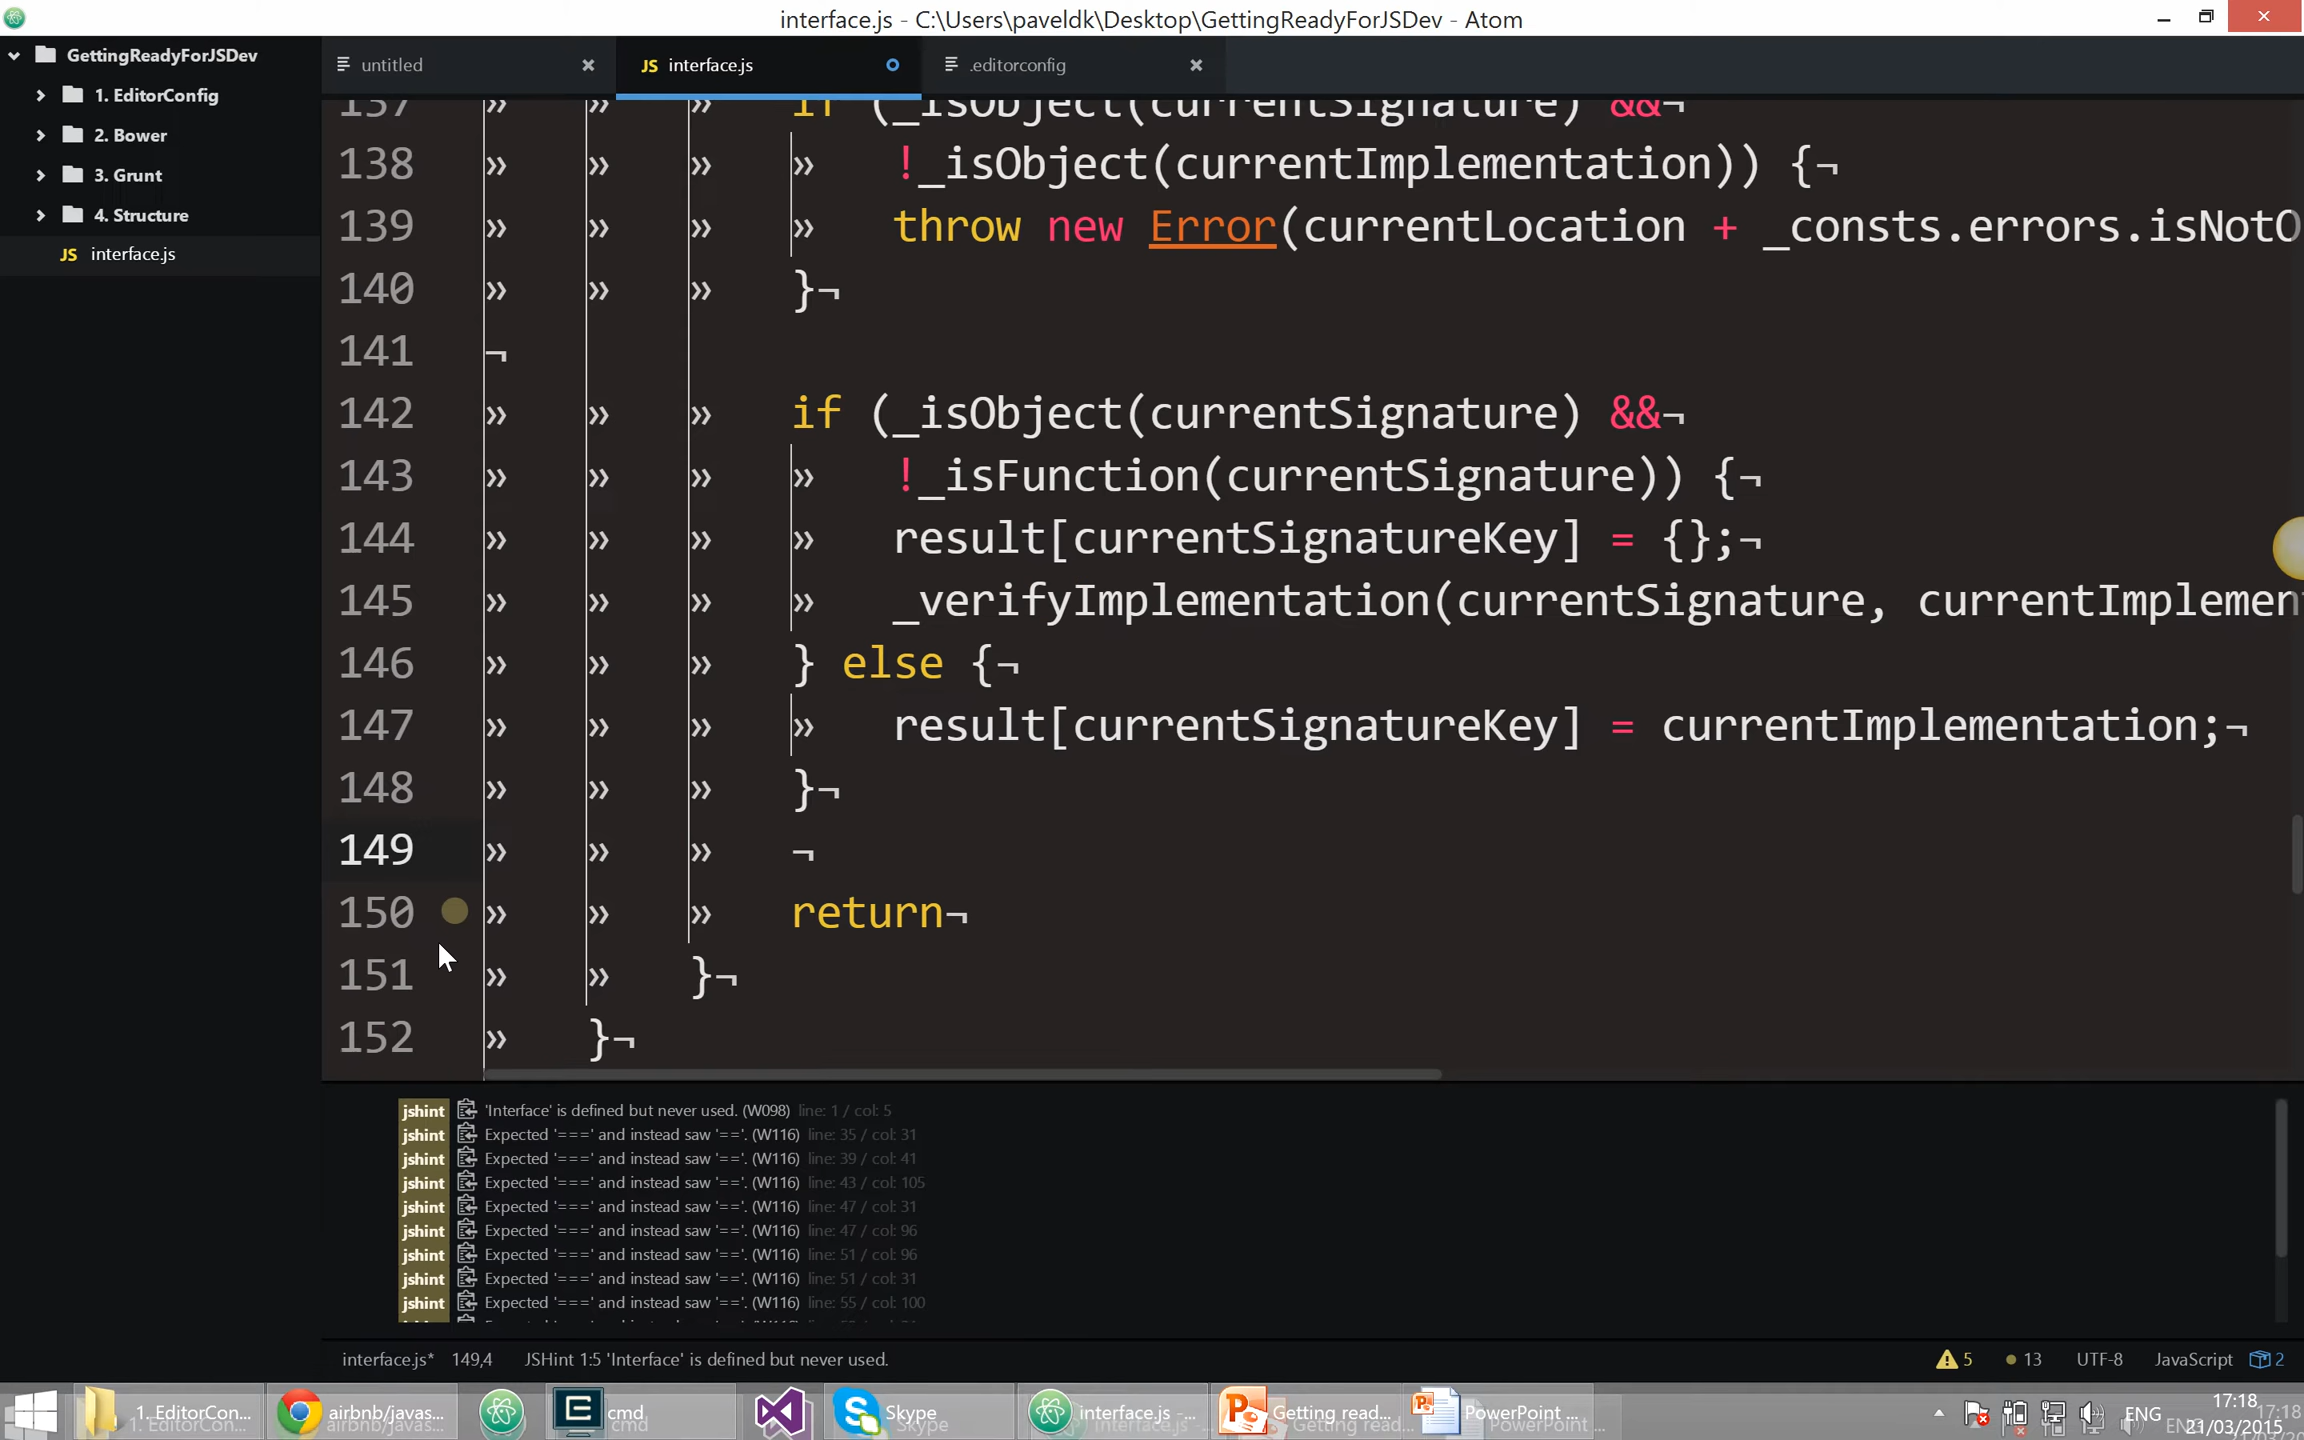 interface.js - C:\Users\paveldk\Desktop\GettingReadyForJSDev - Atom
GettingReadyForJSDev
1. EditorConfig
2. Bower
3. Grunt
4. Structure
JS interface.js
untitled
JS interface.js
.editorconfig
137 » » » if (_isObject(currentSignature) &&¬
138 » » » » !_isObject(currentImplementation)) {¬
139 » » » » throw new Error(currentLocation + _consts.errors.isNotO
140 » » » }¬
141 ¬
142 » » » if (_isObject(currentSignature) &&¬
143 » » » » !_isFunction(currentSignature)) {¬
144 » » » » result[currentSignatureKey] = {};¬
145 » » » » _verifyImplementation(currentSignature, currentImplemen
146 » » » } else {¬
147 » » » » result[currentSignatureKey] = currentImplementation;¬
148 » » » }¬
149 » » » ¬
150 » » » return¬
151 » » }¬
152 » }¬
jshint 'Interface' is defined but never used. (W098) line: 1 / col: 5
jshint Expected '===' and instead saw '=='. (W116) line: 35 / col: 31
jshint Expected '===' and instead saw '=='. (W116) line: 39 / col: 41
jshint Expected '===' and instead saw '=='. (W116) line: 43 / col: 105
jshint Expected '===' and instead saw '=='. (W116) line: 47 / col: 31
jshint Expected '===' and instead saw '=='. (W116) line: 47 / col: 96
jshint Expected '===' and instead saw '=='. (W116) line: 51 / col: 96
jshint Expected '===' and instead saw '=='. (W116) line: 51 / col: 31
jshint Expected '===' and instead saw '=='. (W116) line: 55 / col: 100
interface.js* 149,4 JSHint 1:5 'Interface' is defined but never used.
5 13 UTF-8 JavaScript 2
1. EditorCon...
airbnb/javas...
cmd
Skype
interface.js -...
Getting read...
PowerPoint ...
ENG
17:18
21/03/2015